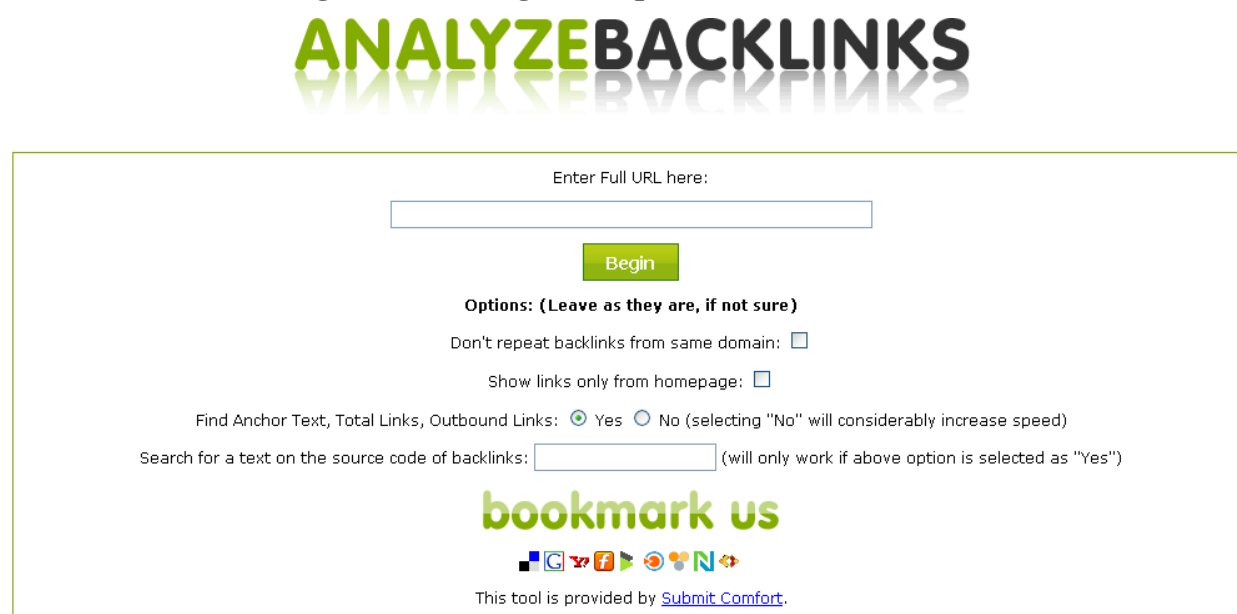 ANALYZEBACKLINKS
Enter Full URL here:
Begin
Options: (Leave as they are, if not sure)
Don't repeat backlinks from same domain:
Show links only from homepage:
Find Anchor Text, Total Links, Outbound Links: Yes No (selecting "No" will considerably increase speed)
Search for a text on the source code of backlinks: (will only work if above option is selected as "Yes")
bookmark us
This tool is provided by Submit Comfort.